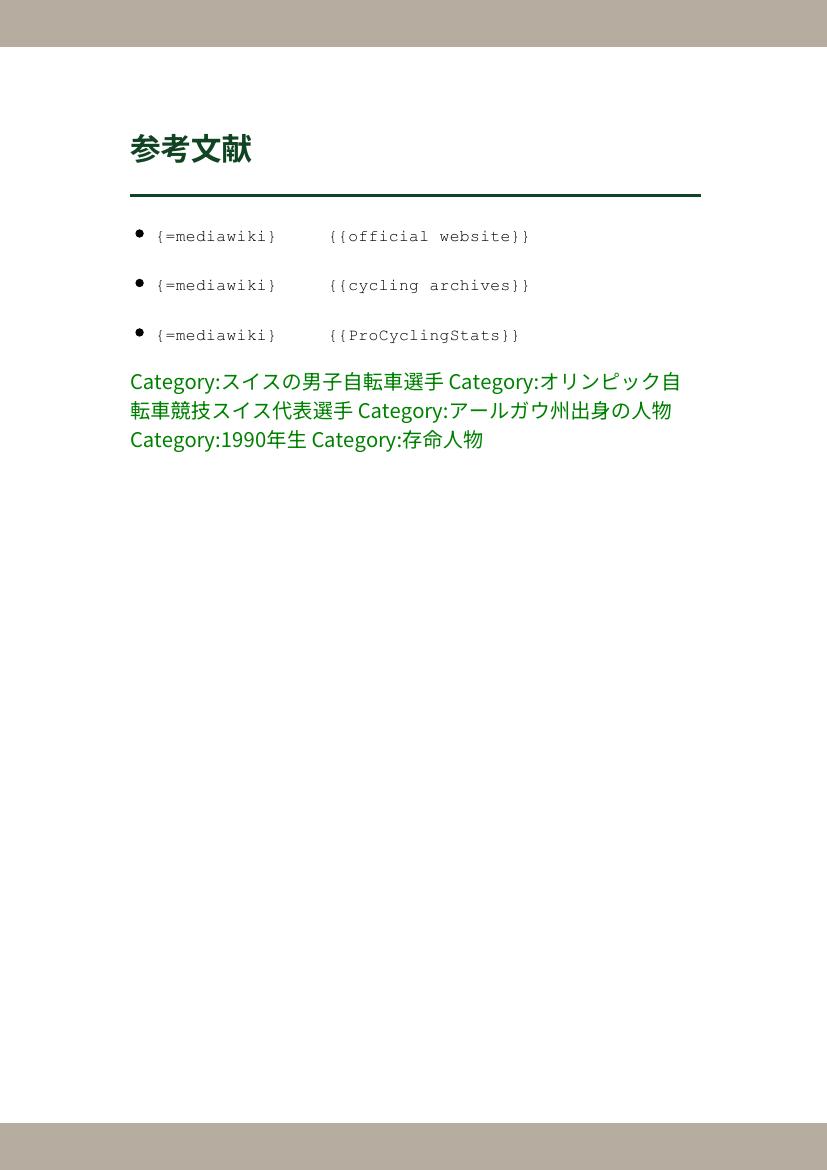 参考文献
{=mediawiki} {{official website}}
{=mediawiki} {{cycling archives}}
{=mediawiki} {{ProCyclingStats}}
Category:スイスの男子自転車選手 Category:オリンピック自
転車競技スイス代表選手 Category:アールガウ州出身の人物
Category:1990年生 Category:存命人物